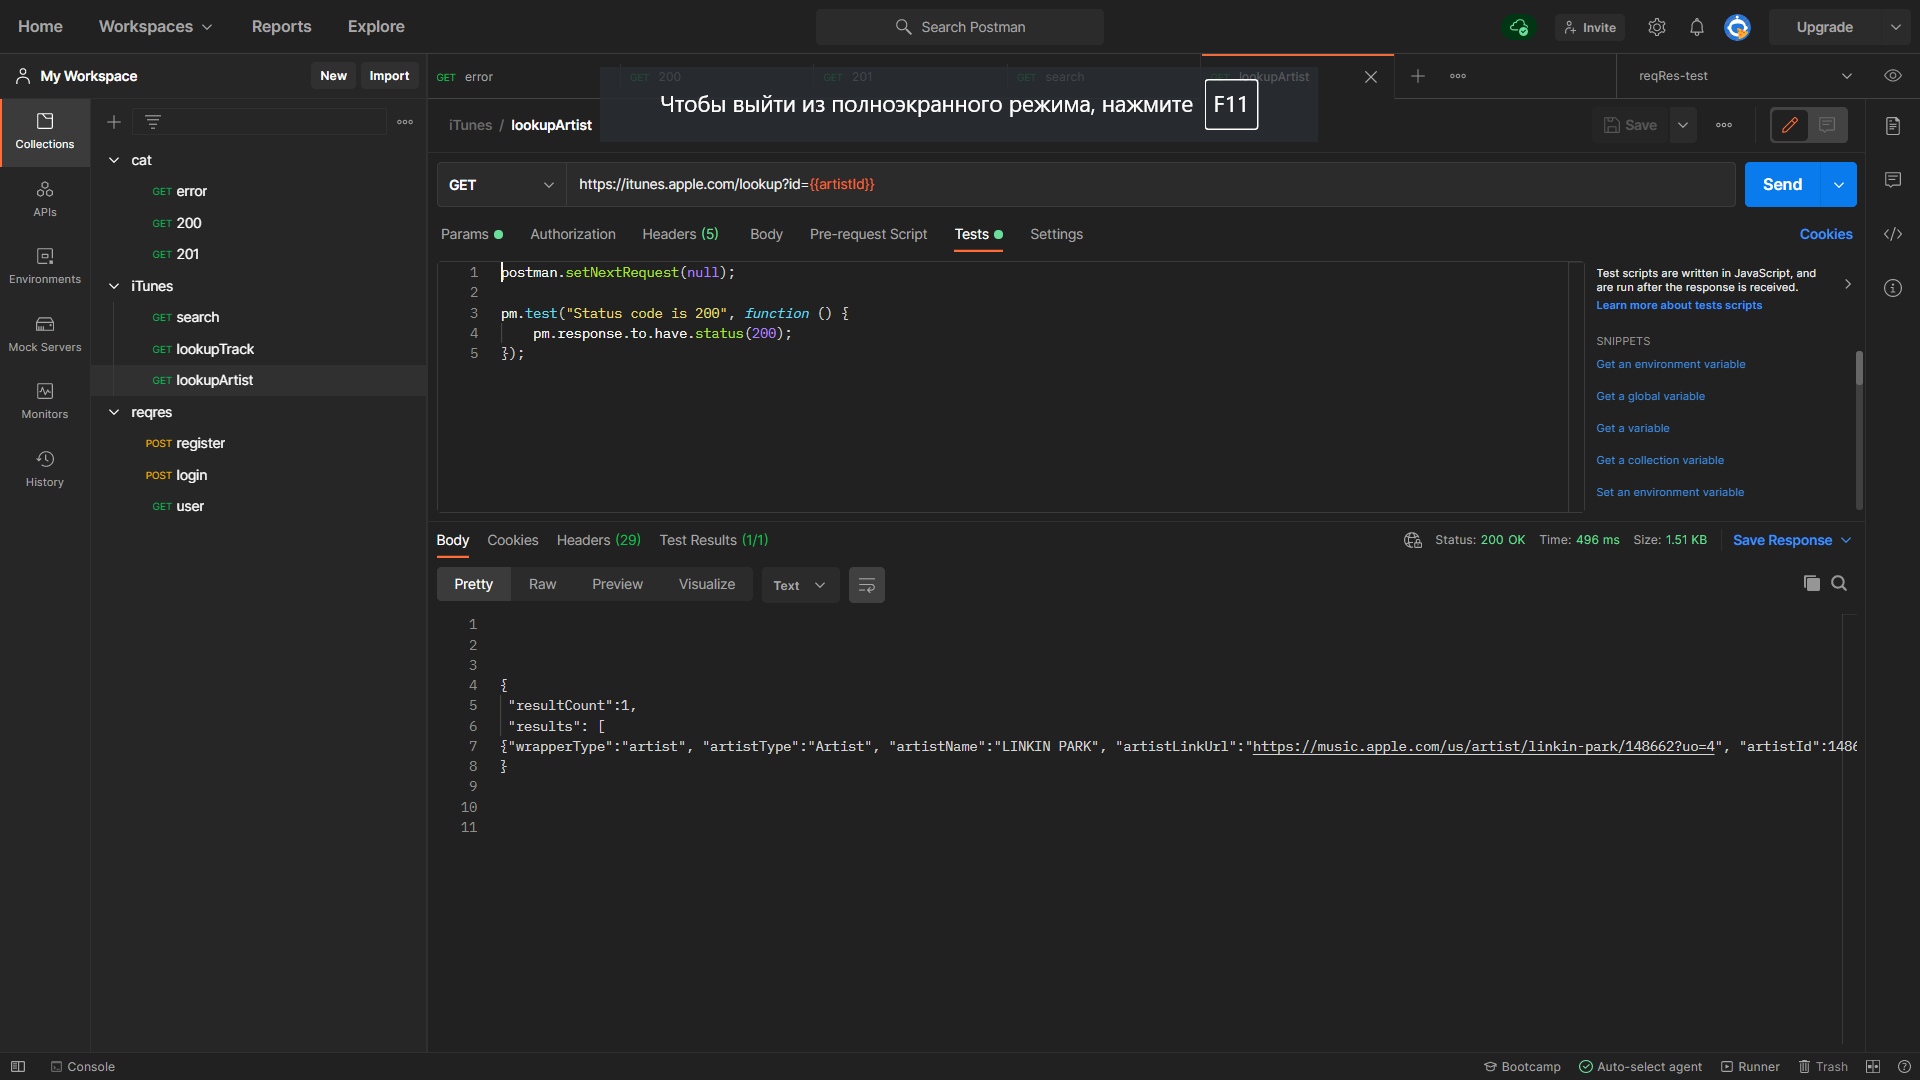 Home Workspaces Reports Explore Search Postman Invite Upgrade
My Workspace New Import
GET error GET 200 GET 201 GET search lookupArtist reqRes-test
Чтобы выйти из полноэкранного режима, нажмите F11
iTunes / lookupArtist Save
Collections
APIs
Environments
Mock Servers
Monitors
History
cat
GET error
GET 200
GET 201
iTunes
GET search
GET lookupTrack
GET lookupArtist
reqres
POST register
POST login
GET user
GET https://itunes.apple.com/lookup?id={{artistId}} Send
Params Authorization Headers (5) Body Pre-request Script Tests Settings Cookies
1 postman.setNextRequest(null);
2
3 pm.test("Status code is 200", function () {
4 pm.response.to.have.status(200);
5 });
Test scripts are written in JavaScript, and
are run after the response is received.
Learn more about tests scripts
SNIPPETS
Get an environment variable
Get a global variable
Get a variable
Get a collection variable
Set an environment variable
Body Cookies Headers (29) Test Results (1/1) Status: 200 OK Time: 496 ms Size: 1.51 KB Save Response
Pretty Raw Preview Visualize Text
1
2
3
4 {
5 "resultCount":1,
6 "results": [
7 {"wrapperType":"artist", "artistType":"Artist", "artistName":"LINKIN PARK", "artistLinkUrl":"https://music.apple.com/us/artist/linkin-park/148662?uo=4", "artistId":1486
8 }
9
10
11
Console Bootcamp Auto-select agent Runner Trash